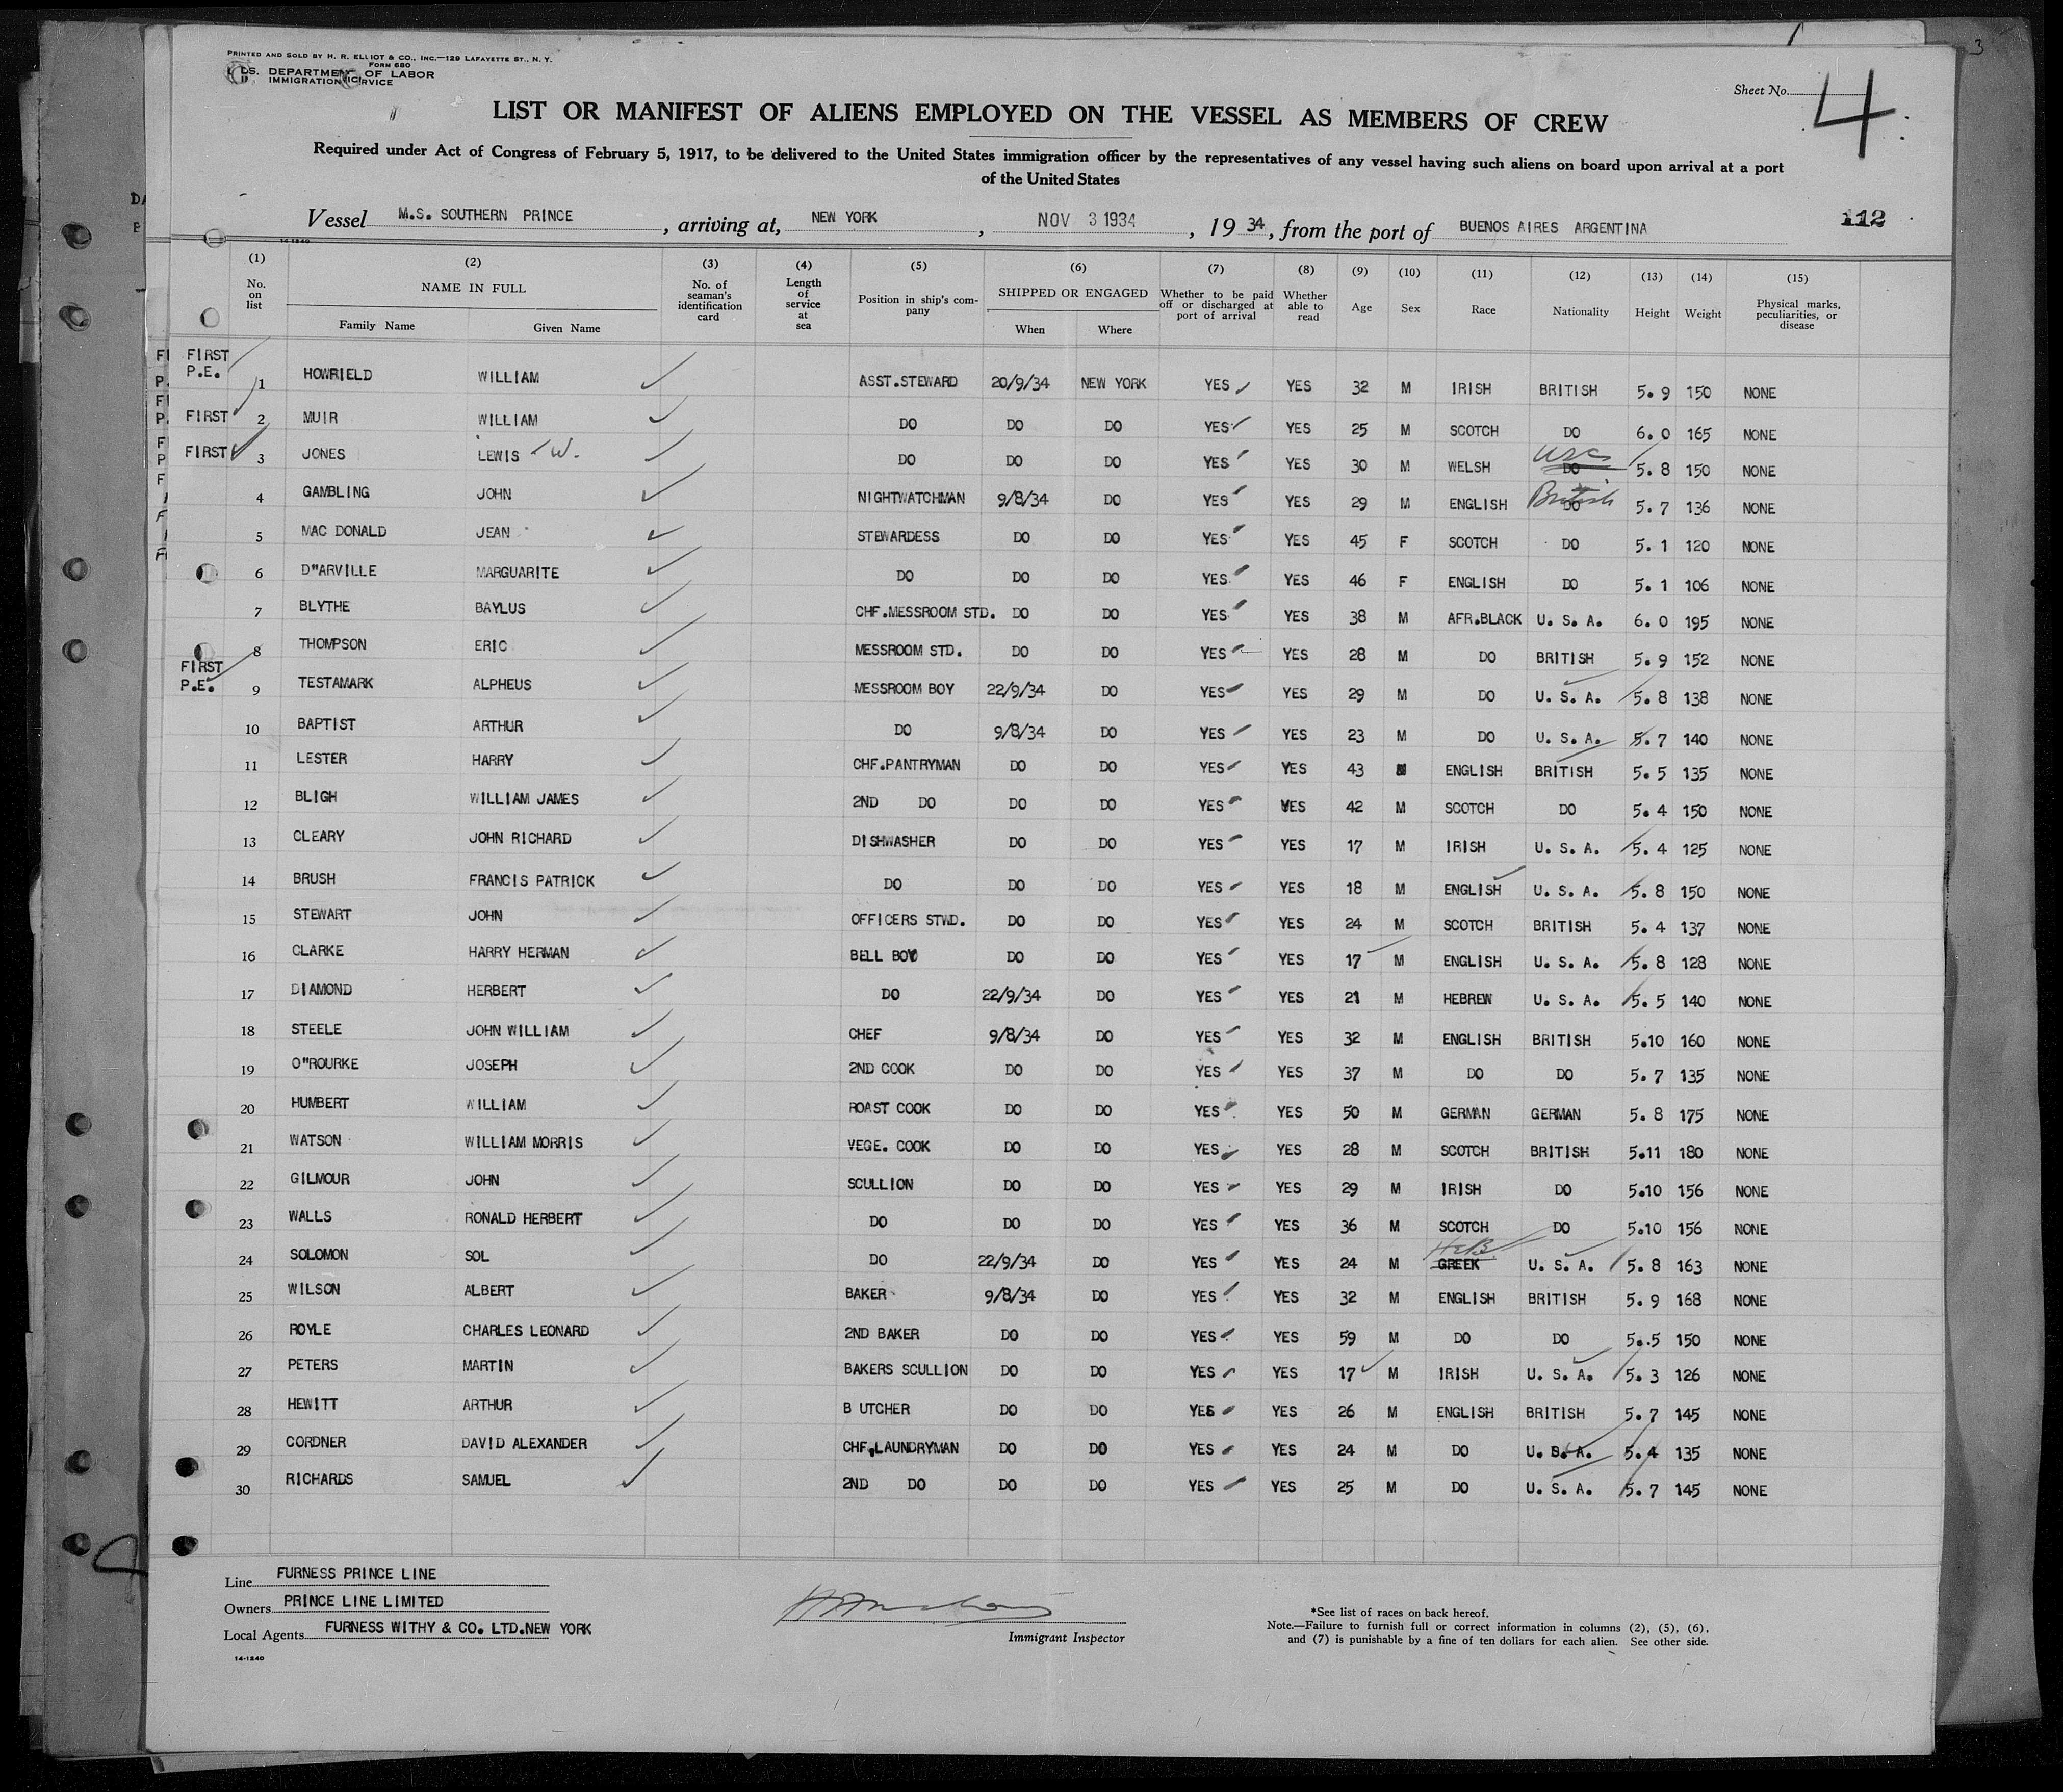 PRINTED AND SOLD BY H. R. ELLIOT & CO., INC.—129 LAFAYETTE ST., N. Y.
FORM 680
U. S. DEPARTMENT OF LABOR
IMMIGRATION SERVICE
Sheet No. 4
LIST OR MANIFEST OF ALIENS EMPLOYED ON THE VESSEL AS MEMBERS OF CREW
Required under Act of Congress of February 5, 1917, to be delivered to the United States immigration officer by the representatives of any vessel having such aliens on board upon arrival at a port
of the United States
Vessel M.S. SOUTHERN PRINCE, arriving at, NEW YORK, NOV 3 1934, 19 34, from the port of BUENOS AIRES ARGENTINA 112
14-1240
(1) (2) (3) (4) (5) (6) (7) (8) (9) (10) (11) (12) (13) (14) (15)
No. on list NAME IN FULL Family Name Given Name No. of seaman's identification card Length of service at sea Position in ship's company SHIPPED OR ENGAGED When Where Whether to be paid off or discharged at port of arrival Whether able to read Age Sex Race Nationality Height Weight Physical marks, peculiarities, or disease
FIRST P.E. 1 HOWRIELD WILLIAM ASST.STEWARD 20/9/34 NEW YORK YES YES 32 M IRISH BRITISH 5. 9 150 NONE
FIRST 2 MUIR WILLIAM DO DO DO YES YES 25 M SCOTCH DO 6. 0 165 NONE
FIRST 3 JONES LEWIS W. DO DO DO YES YES 30 M WELSH DO USC 5. 8 150 NONE
4 GAMBLING JOHN NIGHTWATCHMAN 9/8/34 DO YES YES 29 M ENGLISH DO British 5. 7 136 NONE
5 MAC DONALD JEAN STEWARDESS DO DO YES YES 45 F SCOTCH DO 5. 1 120 NONE
6 D"ARVILLE MARGUARITE DO DO DO YES YES 46 F ENGLISH DO 5. 1 106 NONE
7 BLYTHE BAYLUS CHF.MESSROOM STD. DO DO YES YES 38 M AFR.BLACK U. S. A. 6. 0 195 NONE
8 THOMPSON ERIC MESSROOM STD. DO DO YES YES 28 M DO BRITISH 5. 9 152 NONE
FIRST P.E. 9 TESTAMARK ALPHEUS MESSROOM BOY 22/9/34 DO YES YES 29 M DO U. S. A. 5. 8 138 NONE
10 BAPTIST ARTHUR DO 9/8/34 DO YES YES 23 M DO U. S. A. 5. 7 140 NONE
11 LESTER HARRY CHF.PANTRYMAN DO DO YES YES 43 M ENGLISH BRITISH 5. 5 135 NONE
12 BLIGH WILLIAM JAMES 2ND DO DO DO YES YES 42 M SCOTCH DO 5. 4 150 NONE
13 CLEARY JOHN RICHARD DISHWASHER DO DO YES YES 17 M IRISH U. S. A. 5. 4 125 NONE
14 BRUSH FRANCIS PATRICK DO DO DO YES YES 18 M ENGLISH U. S. A. 5. 8 150 NONE
15 STEWART JOHN OFFICERS STWD. DO DO YES YES 24 M SCOTCH BRITISH 5. 4 137 NONE
16 CLARKE HARRY HERMAN BELL BOY DO DO YES YES 17 M ENGLISH U. S. A. 5. 8 128 NONE
17 DIAMOND HERBERT DO 22/9/34 DO YES YES 21 M HEBREW U. S. A. 5. 5 140 NONE
18 STEELE JOHN WILLIAM CHEF 9/8/34 DO YES YES 32 M ENGLISH BRITISH 5.10 160 NONE
19 O"ROURKE JOSEPH 2ND COOK DO DO YES YES 37 M DO DO 5. 7 135 NONE
20 HUMBERT WILLIAM ROAST COOK DO DO YES YES 50 M GERMAN GERMAN 5. 8 175 NONE
21 WATSON WILLIAM MORRIS VEGE. COOK DO DO YES YES 28 M SCOTCH BRITISH 5.11 180 NONE
22 GILMOUR JOHN SCULLION DO DO YES YES 29 M IRISH DO 5.10 156 NONE
23 WALLS RONALD HERBERT DO DO DO YES YES 36 M SCOTCH DO 5.10 156 NONE
24 SOLOMON SOL DO 22/9/34 DO YES YES 24 M GREEK Heb. U. S. A. 5. 8 163 NONE
25 WILSON ALBERT BAKER 9/8/34 DO YES YES 32 M ENGLISH BRITISH 5. 9 168 NONE
26 ROYLE CHARLES LEONARD 2ND BAKER DO DO YES YES 59 M DO DO 5..5 150 NONE
27 PETERS MARTIN BAKERS SCULLION DO DO YES YES 17 M IRISH U. S. A. 5. 3 126 NONE
28 HEWITT ARTHUR B UTCHER DO DO YES YES 26 M ENGLISH BRITISH 5. 7 145 NONE
29 CORDNER DAVID ALEXANDER CHF.LAUNDRYMAN DO DO YES YES 24 M DO U. S. A. 5. 4 135 NONE
30 RICHARDS SAMUEL 2ND DO DO DO YES YES 25 M DO U. S. A. 5. 7 145 NONE
Line FURNESS PRINCE LINE
Owners PRINCE LINE LIMITED
Local Agents FURNESS WITHY & CO. LTD.NEW YORK
14-1240
Immigrant Inspector
*See list of races on back hereof.
Note.—Failure to furnish full or correct information in columns (2), (5), (6),
and (7) is punishable by a fine of ten dollars for each alien. See other side.